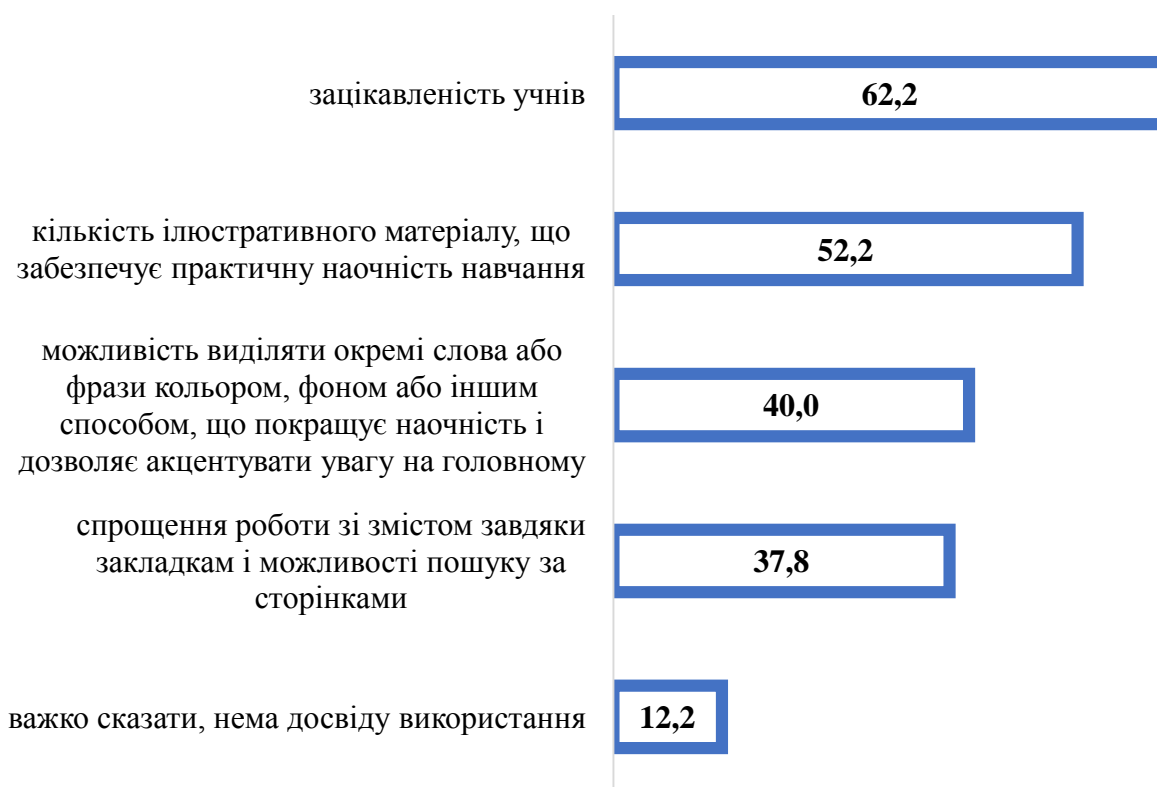 зацікавленість учнів
62,2
кількість ілюстративного матеріалу, що
забезпечує практичну наочність навчання
52,2
можливість виділяти окремі слова або
фрази кольором, фоном або іншим
способом, що покращує наочність і
дозволяє акцентувати увагу на головному
40,0
спрощення роботи зі змістом завдяки
закладкам і можливості пошуку за
сторінками
37,8
важко сказати, нема досвіду використання
12,2